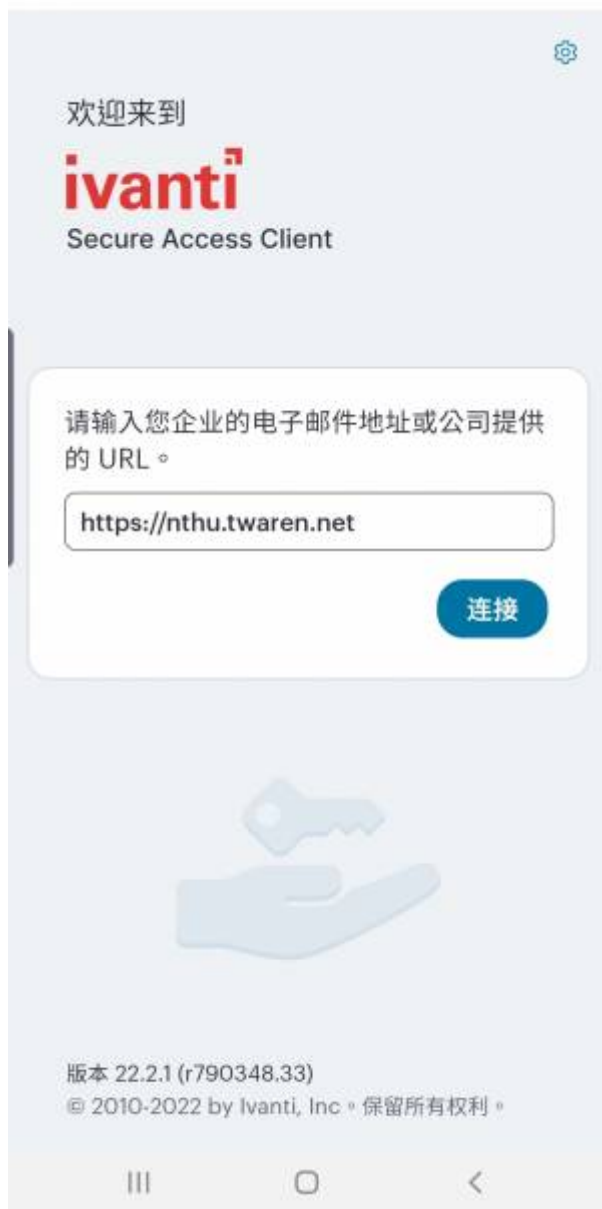 欢迎来到
ivanti
Secure Access Client
请输入您企业的电子邮件地址或公司提供
的 URL。
https://nthu.twaren.net
连接
版本 22.2.1 (r790348.33)
© 2010-2022 by Ivanti, Inc。保留所有权利。